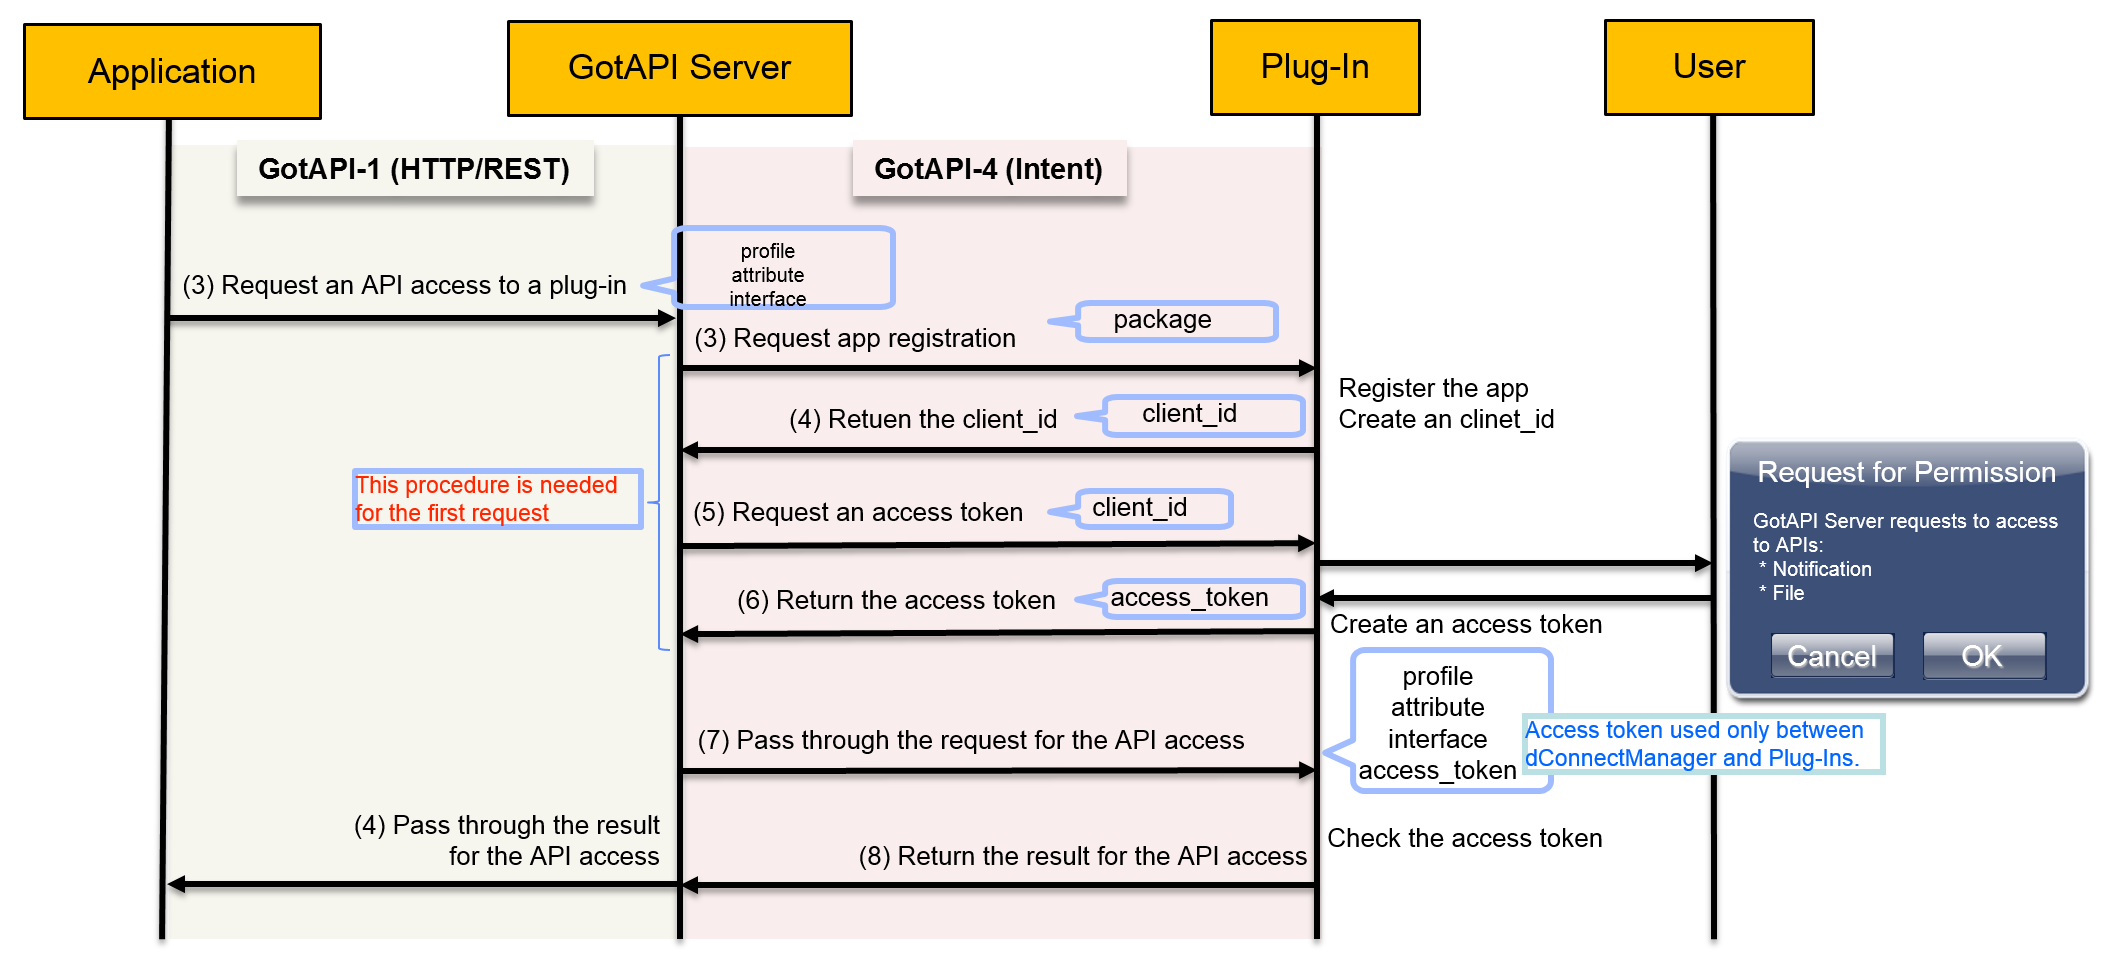 Application
GotAPI Server
Plug-In
User
GotAPI-1 (HTTP/REST)
GotAPI-4 (Intent)
profile
attribute
interface
(3) Request an API access to a plug-in
package
(3) Request app registration
Register the app
Create an clinet_id
client_id
(4) Retuen the client_id
This procedure is needed
for the first request
client_id
(5) Request an access token
Request for Permission
GotAPI Server requests to access
to APIs:
* Notification
* File
Cancel
OK
access_token
(6) Return the access token
Create an access token
profile
attribute
interface
access_token
Access token used only between
dConnectManager and Plug-Ins.
(7) Pass through the request for the API access
(4) Pass through the result
for the API access
Check the access token
(8) Return the result for the API access